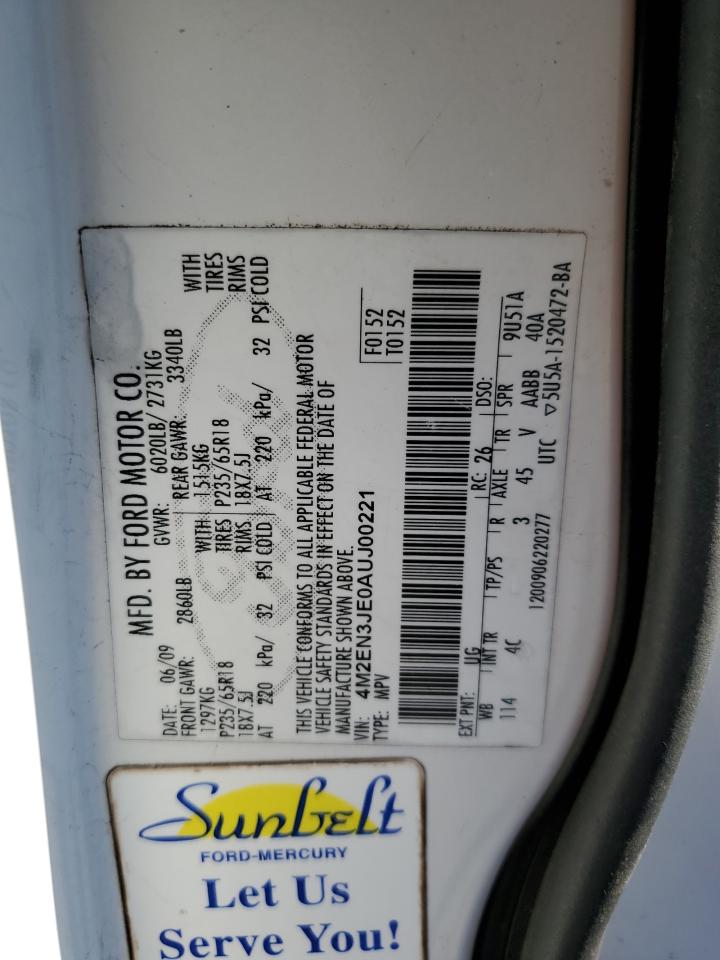 MFD. BY FORD MOTOR CO.
DATE: 06/09 GVWR: 6020LB/ 2731KG
FRONT GAWR: 2860LB REAR GAWR: 3340LB
1297KG WITH 1515KG WITH
P235/65R18 TIRES P235/65R18 TIRES
18X7.5J RIMS 18X7.5J RIMS
AT 220 kPa/ 32 PSI COLD AT 220 kPa/ 32 PSI COLD
THIS VEHICLE CONFORMS TO ALL APPLICABLE FEDERAL MOTOR
VEHICLE SAFETY STANDARDS IN EFFECT ON THE DATE OF
MANUFACTURE SHOWN ABOVE.
VIN: 4M2EN3JE0AUJ00221 F0152
TYPE: MPV T0152
EXT PNT: UG RC: 26 DSO:
WB INT TR TP/PS R AXLE TR SPR 9U51A
114 4C 3 45 V AABB 40A
1200906220277 UTC ▽5U5A-1520472-BA
Sunbelt
FORD-MERCURY
Let Us
Serve You!